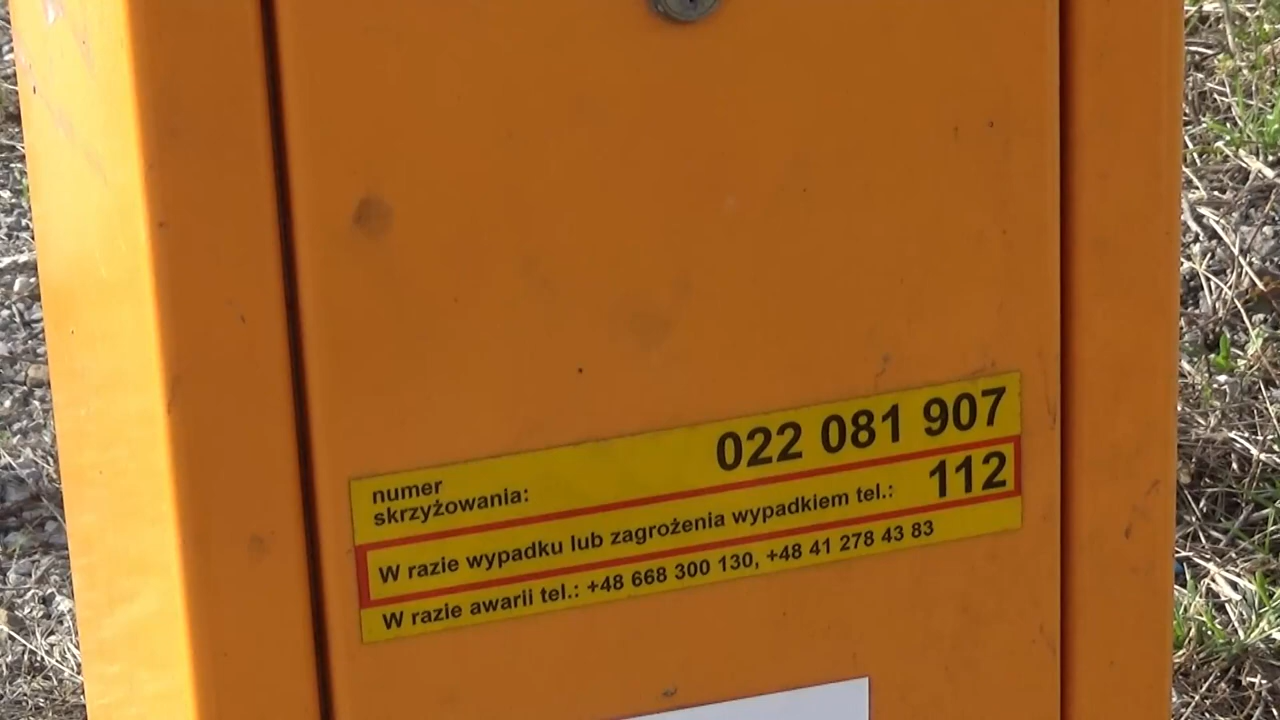 numer
skrzyżowania:
022 081 907
W razie wypadku lub zagrożenia wypadkiem tel.: 112
W razie awarii tel.: +48 668 300 130, +48 41 278 43 83